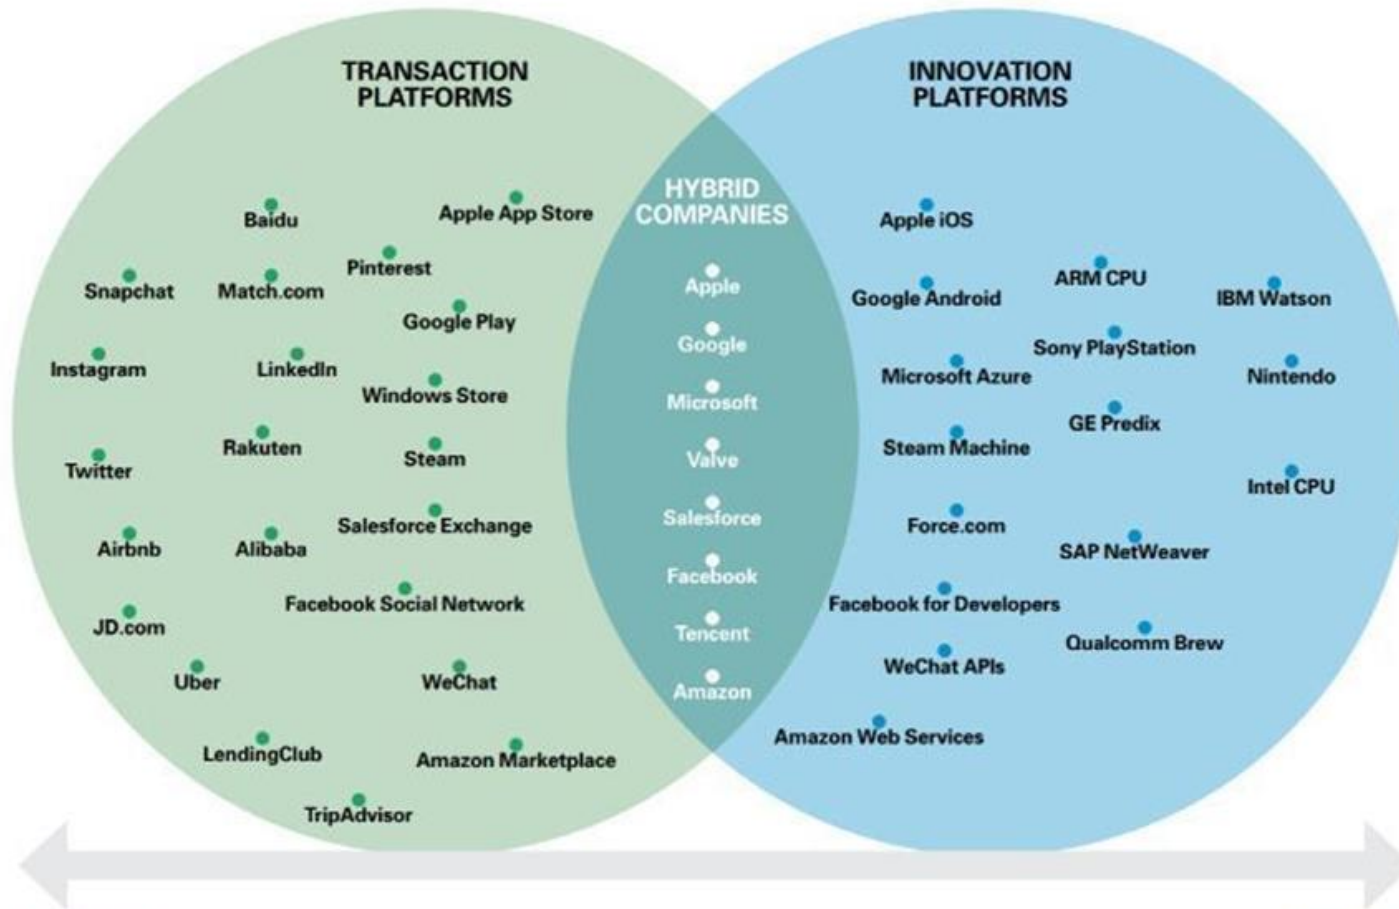 TRANSACTION
PLATFORMS
Baidu
Apple App Store
Pinterest
Snapchat
Match.com
Google Play
Instagram
LinkedIn
Windows Store
Rakuten
Steam
Twitter
Salesforce Exchange
Airbnb
Alibaba
Facebook Social Network
JD.com
Uber
WeChat
LendingClub
Amazon Marketplace
TripAdvisor
HYBRID
COMPANIES
Apple
Google
Microsoft
Valve
Salesforce
Facebook
Tencent
Amazon
INNOVATION
PLATFORMS
Apple iOS
ARM CPU
Google Android
IBM Watson
Sony PlayStation
Microsoft Azure
Nintendo
GE Predix
Steam Machine
Intel CPU
Force.com
SAP NetWeaver
Facebook for Developers
Qualcomm Brew
WeChat APIs
Amazon Web Services